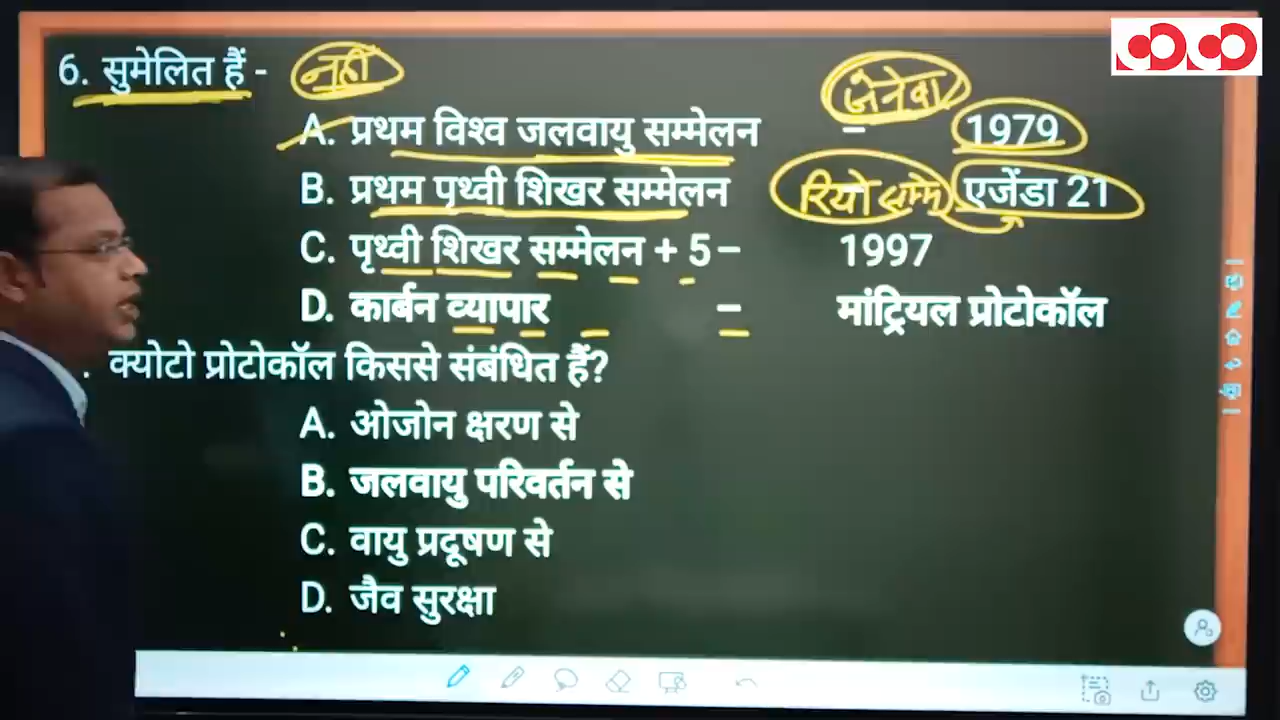 6. सुमेलित हैं - नहीं
जेनेवा
A. प्रथम विश्व जलवायु सम्मेलन - 1979
B. प्रथम पृथ्वी शिखर सम्मेलन - रियो सम्मे एजेंडा 21
C. पृथ्वी शिखर सम्मेलन + 5 – 1997
D. कार्बन व्यापार – मांट्रियल प्रोटोकॉल
. क्योटो प्रोटोकॉल किससे संबंधित हैं?
A. ओजोन क्षरण से
B. जलवायु परिवर्तन से
C. वायु प्रदूषण से
D. जैव सुरक्षा